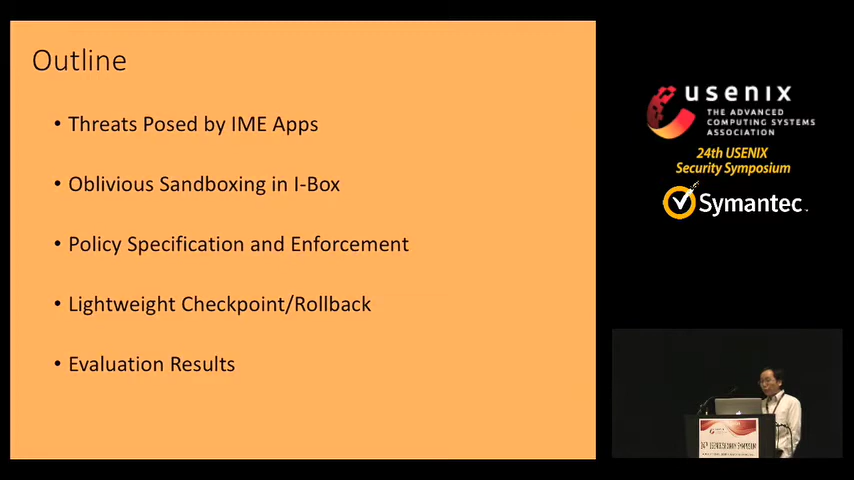 Outline
• Threats Posed by IME Apps
• Oblivious Sandboxing in I-Box
• Policy Specification and Enforcement
• Lightweight Checkpoint/Rollback
• Evaluation Results
usenix
THE ADVANCED
COMPUTING SYSTEMS
ASSOCIATION
24th USENIX
Security Symposium
Symantec.